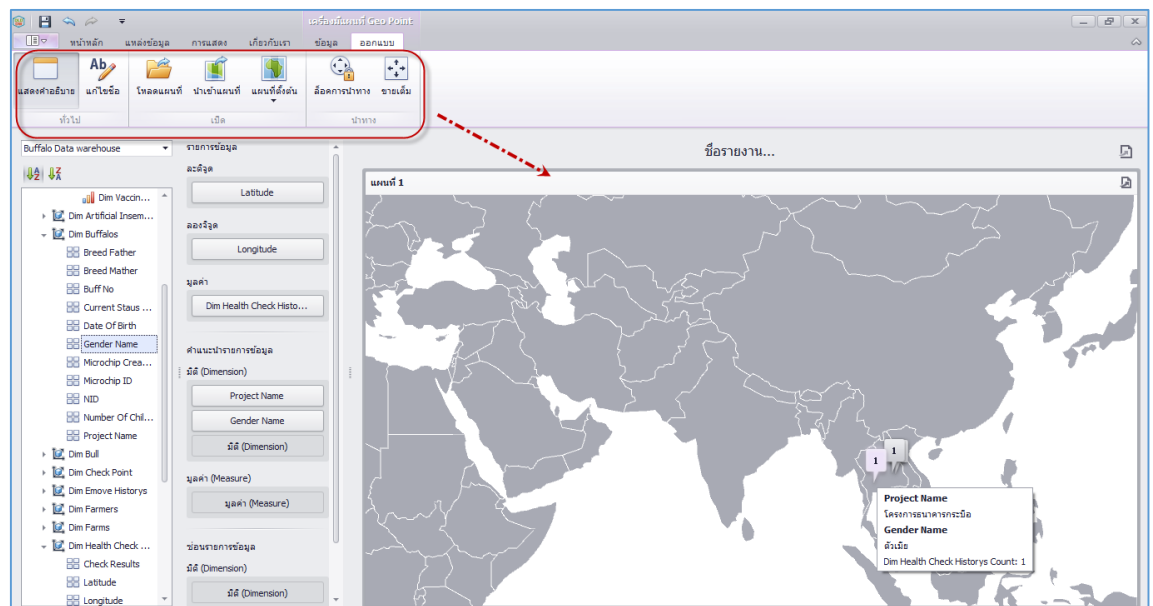 เครื่องมือแผนที่ Geo Point
หน้าหลัก แหล่งข้อมูล การแสดง เกี่ยวกับเรา ข้อมูล ออกแบบ
แสดงคำอธิบาย แก้ไขชื่อ โหลดแผนที่ นำเข้าแผนที่ แผนที่ตั้งต้น ล็อคการนำทาง ขายเต็ม
ทั่วไป เปิด นำทาง
Buffalo Data warehouse
รายการข้อมูล
ชื่อรายงาน...
ละติจูด
Latitude
แผนที่ 1
Dim Vaccin...
Dim Artificial Insem...
Dim Buffalos
Breed Father
Breed Mather
Buff No
Current Staus ...
Date Of Birth
Gender Name
Microchip Crea...
Microchip ID
NID
Number Of Chil...
Project Name
Dim Bull
Dim Check Point
Dim Emove Historys
Dim Farmers
Dim Farms
Dim Health Check ...
Check Results
Latitude
Longitude
ลองจิจูด
Longitude
มูลค่า
Dim Health Check Histo...
คำแนะนำรายการข้อมูล
มิติ (Dimension)
Project Name
Gender Name
มิติ (Dimension)
มูลค่า (Measure)
มูลค่า (Measure)
ซ่อนรายการข้อมูล
มิติ (Dimension)
มิติ (Dimension)
1
1
Project Name
โครงการธนาคารกระบือ
Gender Name
ตัวเมีย
Dim Health Check Historys Count: 1